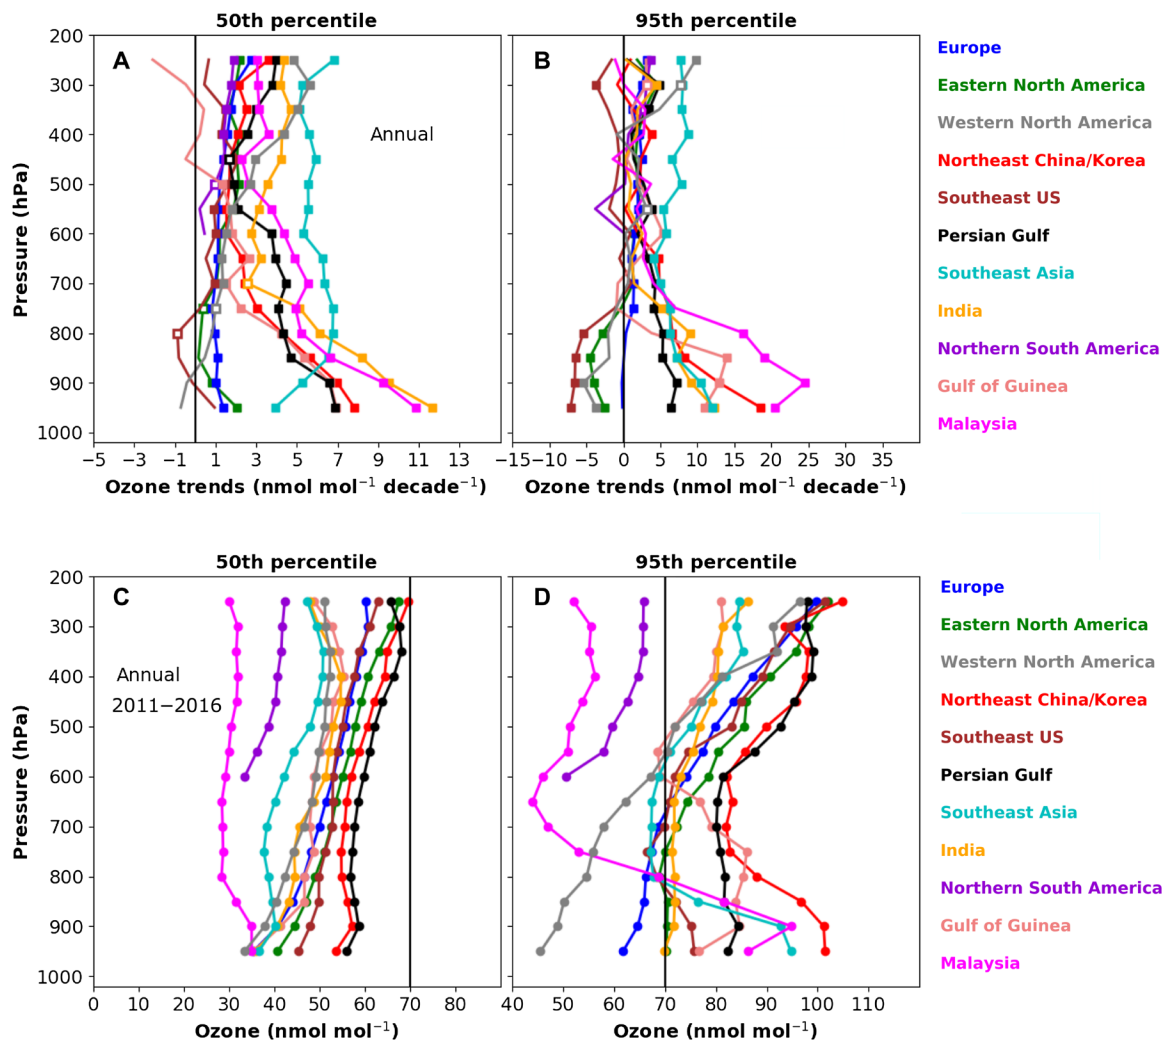 50th percentile
95th percentile
200
300
400
500
600
700
800
900
1000
Pressure (hPa)
A
Annual
B
−5 −3 −1 1 3 5 7 9 11 13
−15 −10 −5 0 5 10 15 20 25 30 35
Ozone trends (nmol mol⁻¹ decade⁻¹)
Ozone trends (nmol mol⁻¹ decade⁻¹)
Europe
Eastern North America
Western North America
Northeast China/Korea
Southeast US
Persian Gulf
Southeast Asia
India
Northern South America
Gulf of Guinea
Malaysia
50th percentile
95th percentile
200
300
400
500
600
700
800
900
1000
Pressure (hPa)
C
Annual
2011−2016
D
0 10 20 30 40 50 60 70 80
40 50 60 70 80 90 100 110
Ozone (nmol mol⁻¹)
Ozone (nmol mol⁻¹)
Europe
Eastern North America
Western North America
Northeast China/Korea
Southeast US
Persian Gulf
Southeast Asia
India
Northern South America
Gulf of Guinea
Malaysia